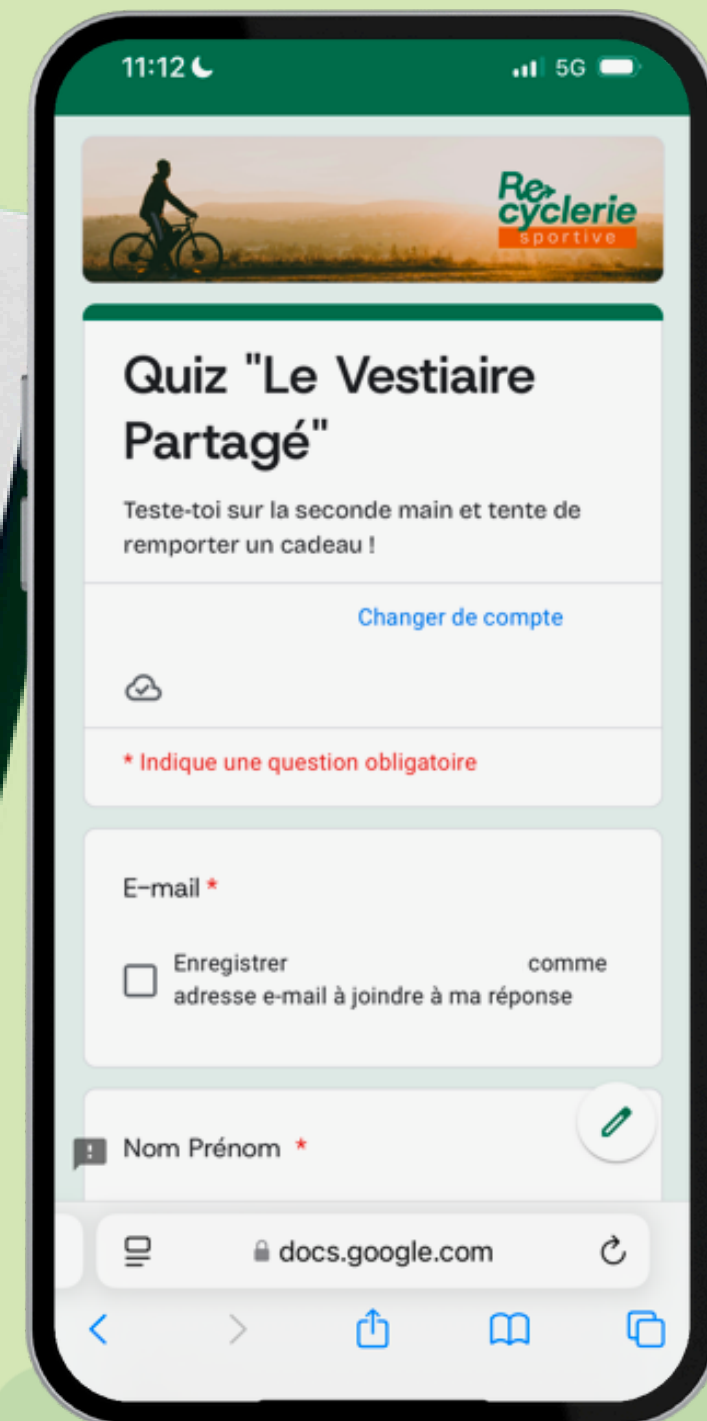 11:12
5G
Re
cyclerie
sportive
Quiz "Le Vestiaire
Partagé"
Teste-toi sur la seconde main et tente de
remporter un cadeau !
Changer de compte
* Indique une question obligatoire
E-mail *
Enregistrer comme
adresse e-mail à joindre à ma réponse
Nom Prénom *
docs.google.com